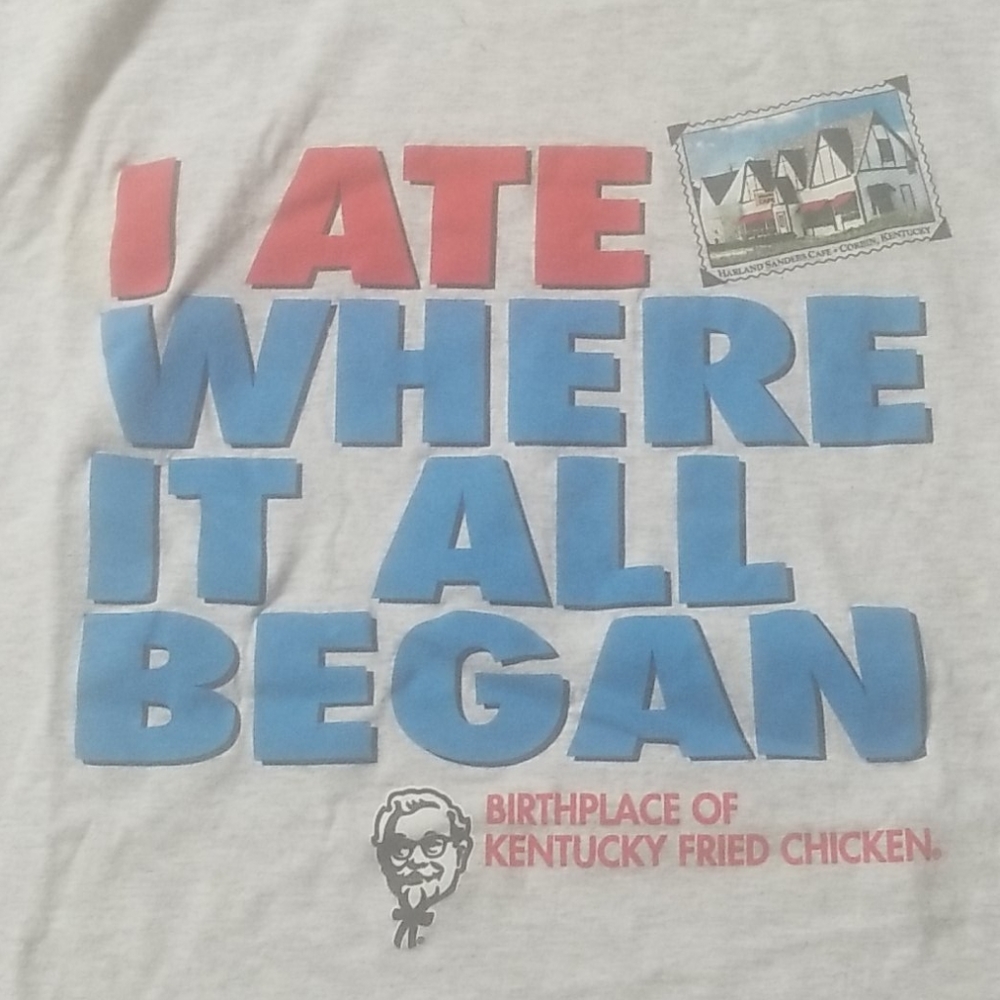 I ATE
HARLAND SANDERS CAFE • CORBIN, KENTUCKY
WHERE
IT ALL
BEGAN
BIRTHPLACE OF
KENTUCKY FRIED CHICKEN®